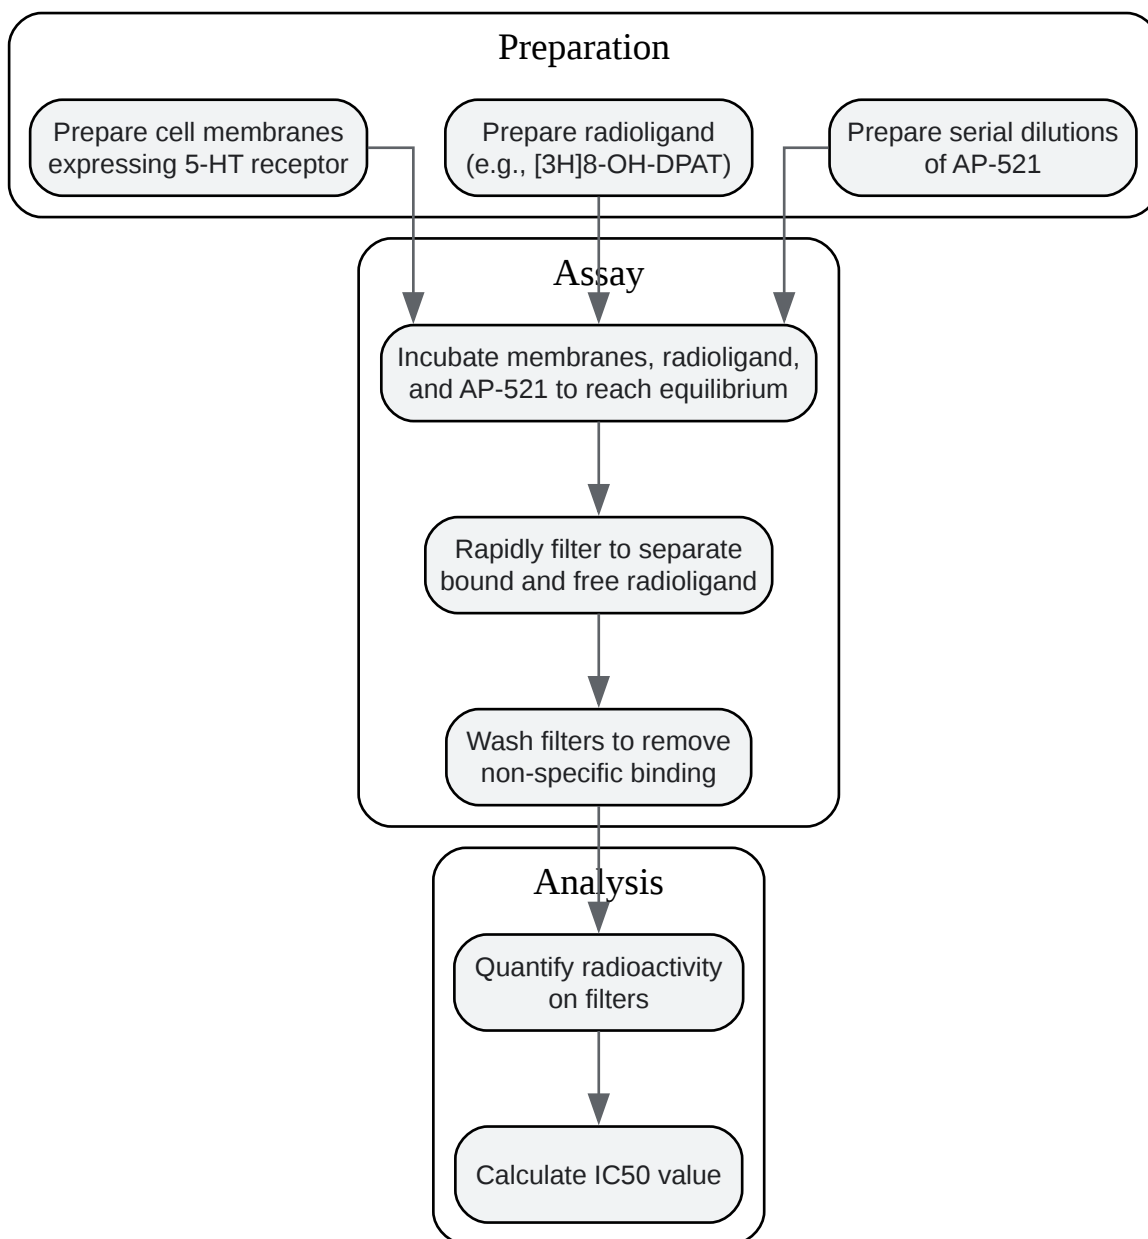 Preparation
Prepare cell membranes
expressing 5-HT receptor
Prepare radioligand
(e.g., [3H]8-OH-DPAT)
Prepare serial dilutions
of AP-521
Assay
Incubate membranes, radioligand,
and AP-521 to reach equilibrium
Rapidly filter to separate
bound and free radioligand
Wash filters to remove
non-specific binding
Analysis
Quantify radioactivity
on filters
Calculate IC50 value